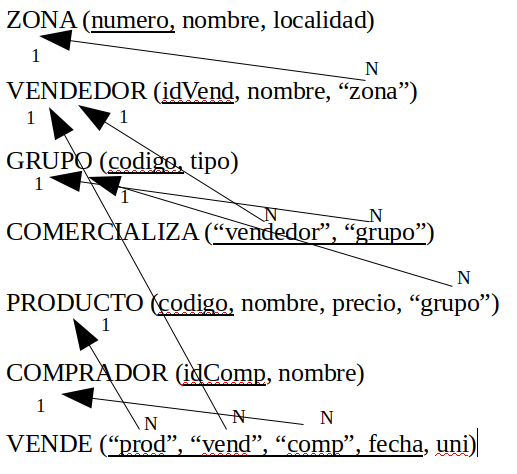 ZONA (numero, nombre, localidad)
1
N
VENDEDOR (idVend, nombre, “zona”)
1 1
GRUPO (codigo, tipo)
1 1 N N
COMERCIALIZA (“vendedor”, “grupo”)
N
PRODUCTO (codigo, nombre, precio, “grupo”)
1
COMPRADOR (idComp, nombre)
1 N N N
VENDE (“prod”, “vend”, “comp”, fecha, uni)